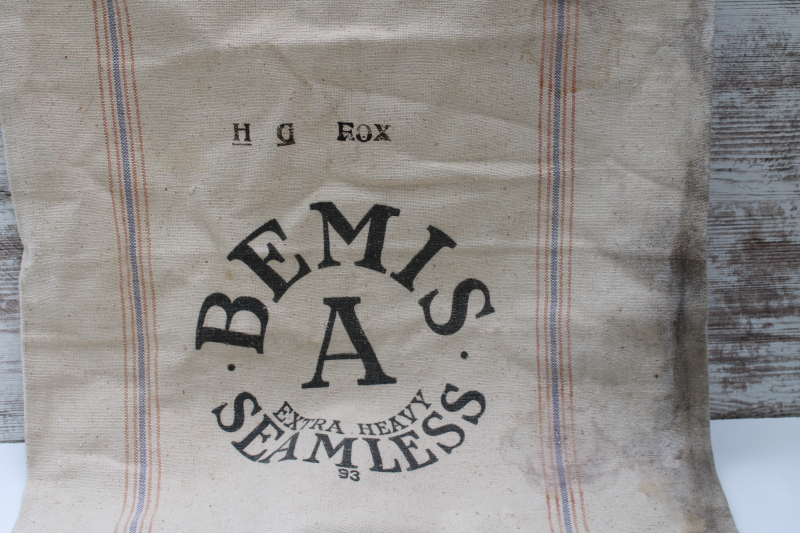 H G FOX
BEMIS
A
EXTRA HEAVY
SEAMLESS
93